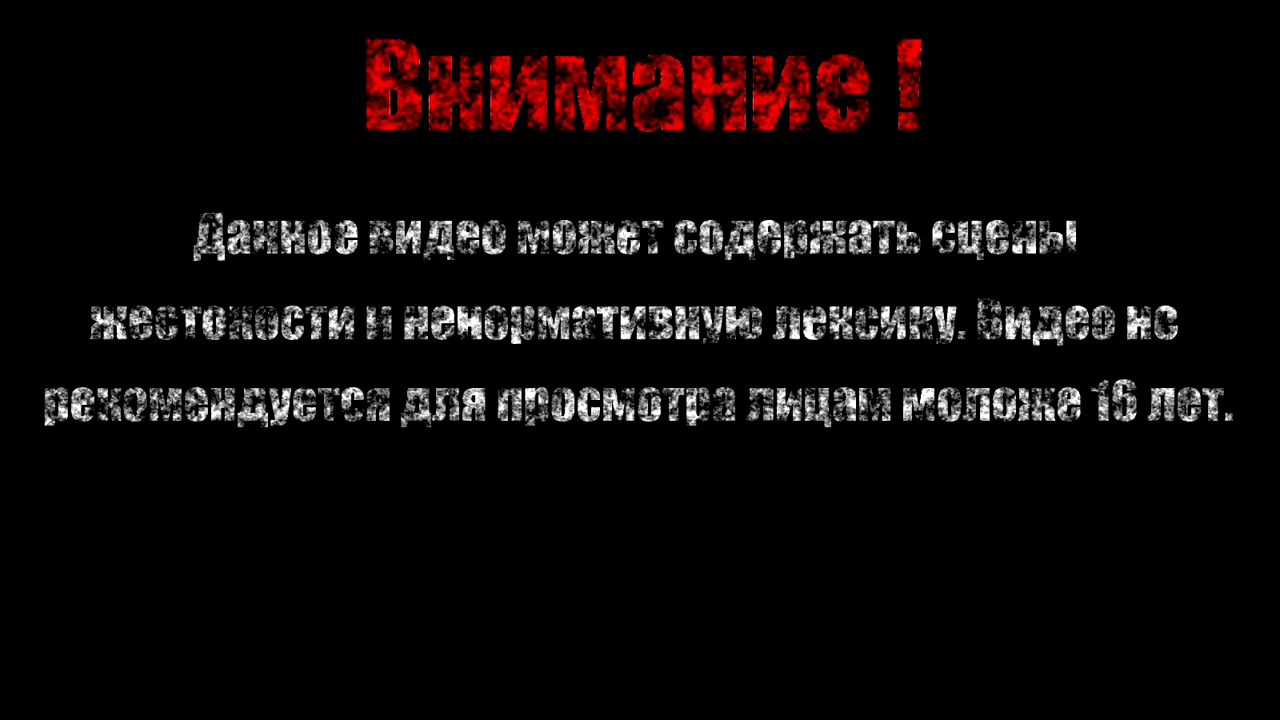 Внимание !
Данное видео может содержать сцены
жестокости и ненормативную лексику. Видео не
рекомендуется для просмотра лицам моложе 16 лет.